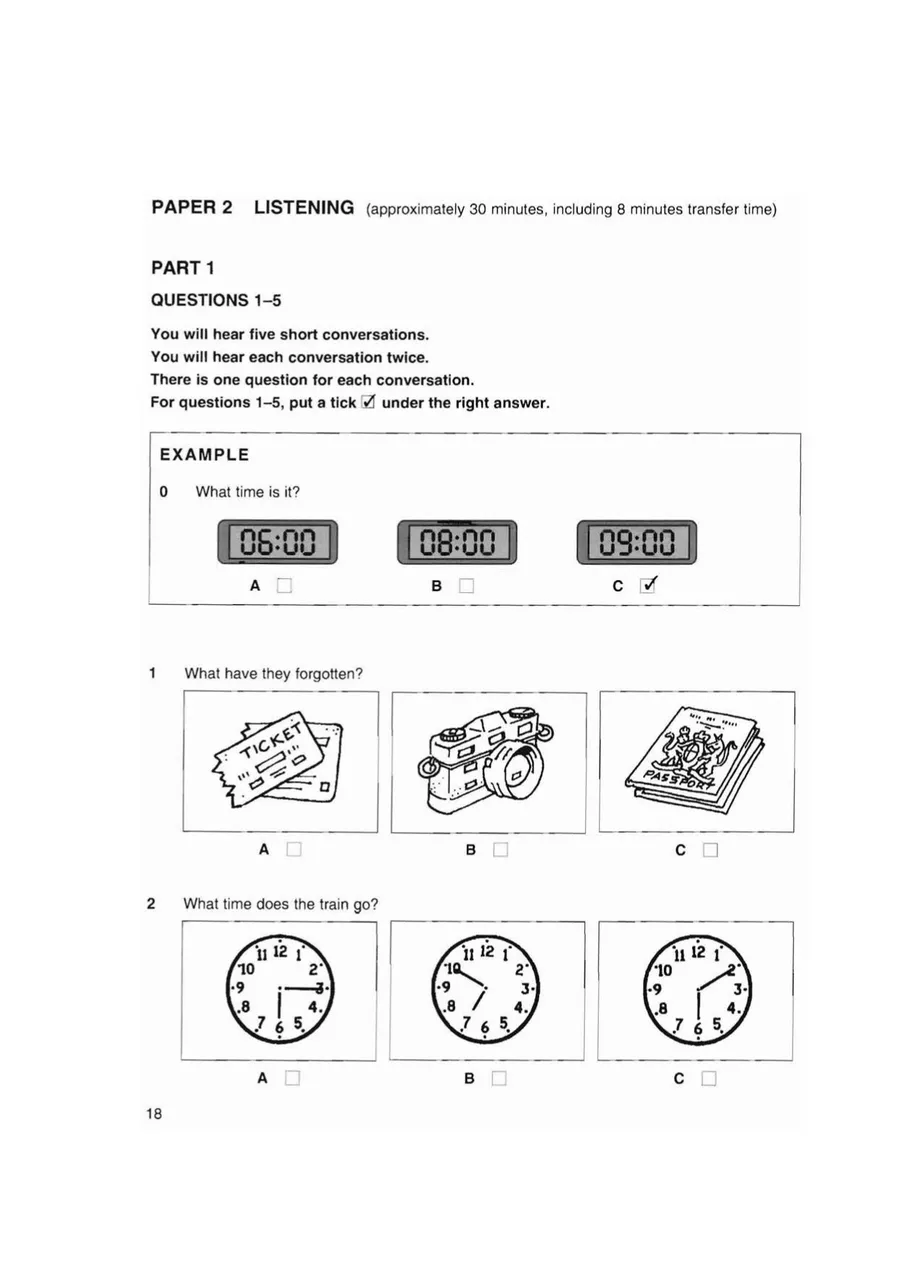 PAPER 2 LISTENING (approximately 30 minutes, including 8 minutes transfer time)
PART 1
QUESTIONS 1–5
You will hear five short conversations.
You will hear each conversation twice.
There is one question for each conversation.
For questions 1–5, put a tick ☑ under the right answer.
EXAMPLE
0 What time is it?
06:00 08:00 09:00
A B C
1 What have they forgotten?
TICKET PASSPORT
A B C
2 What time does the train go?
11 12 1 11 12 1 11 12 1
10 2 10 2 10 2
9 3 9 3 9 3
8 4 8 4 8 4
7 6 5 7 6 5 7 6 5
A B C
18